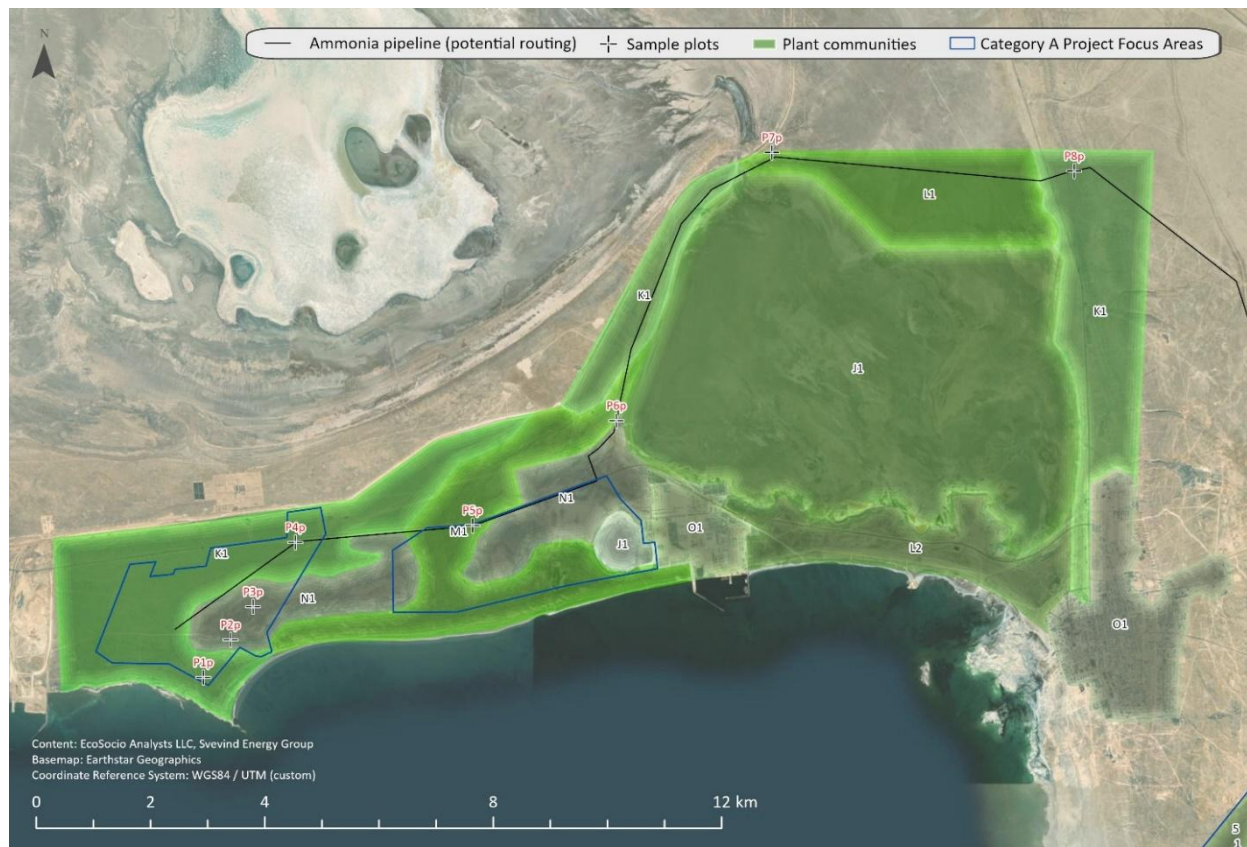 N
Ammonia pipeline (potential routing)
Sample plots
Plant communities
Category A Project Focus Areas
P7p
P8p
L1
K1
K1
J1
P6p
N1
P5p
M1
P4p
K1
O1
J1
L2
P3p
N1
P2p
O1
P1p
Content: EcoSocio Analysts LLC, Svevind Energy Group
Basemap: Earthstar Geographics
Coordinate Reference System: WGS84 / UTM (custom)
0 2 4 8 12 km
5
1